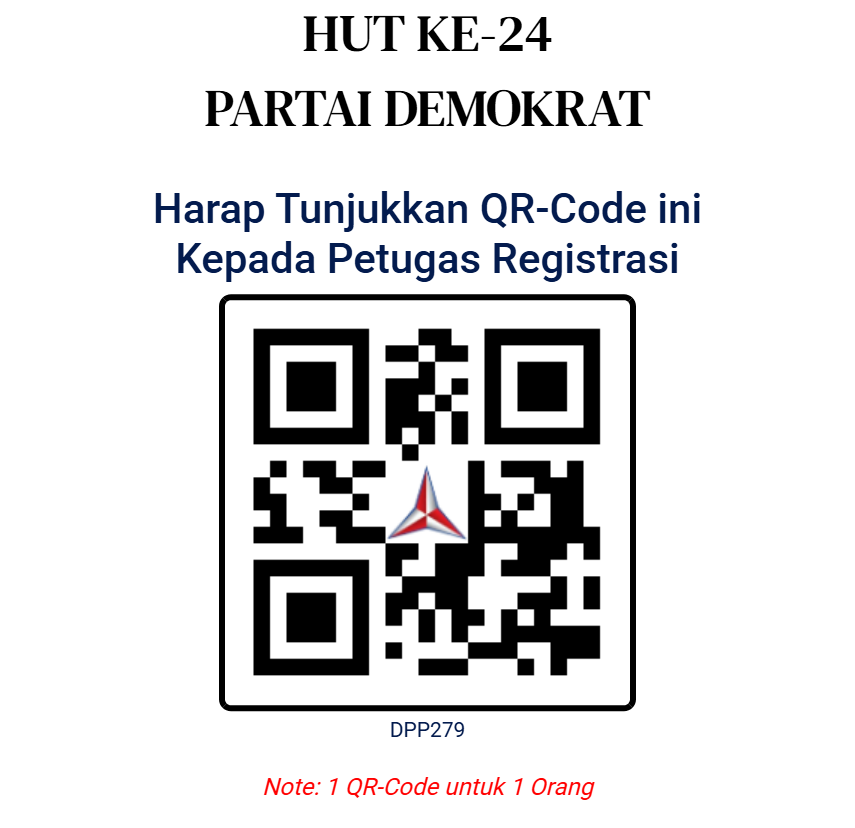 HUT KE-24
PARTAI DEMOKRAT
Harap Tunjukkan QR-Code ini
Kepada Petugas Registrasi
DPP279
Note: 1 QR-Code untuk 1 Orang